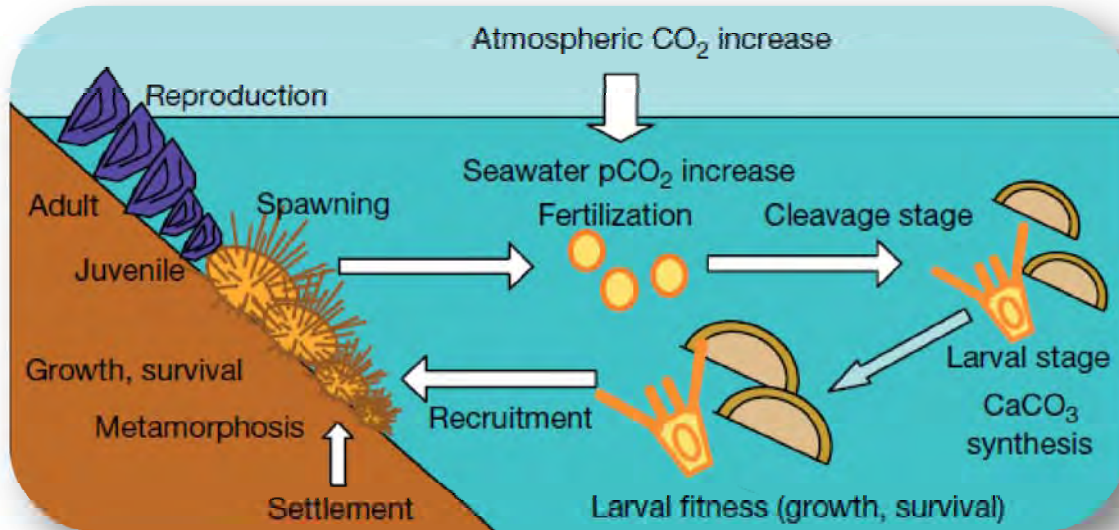 Atmospheric CO₂ increase
Reproduction
Seawater pCO₂ increase
Adult
Spawning
Fertilization
Cleavage stage
Juvenile
Growth, survival
Metamorphosis
Recruitment
Larval stage
CaCO₃
synthesis
Settlement
Larval fitness (growth, survival)